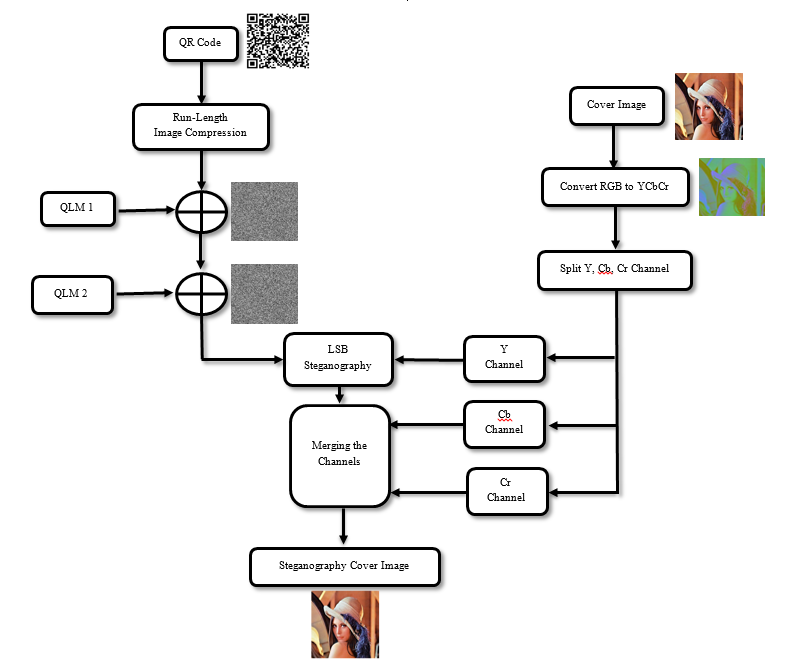 QR Code
Run-Length
Image Compression
QLM 1
QLM 2
Cover Image
Convert RGB to YCbCr
Split Y, Cb, Cr Channel
LSB
Steganography
Y
Channel
Cb
Channel
Merging the
Channels
Cr
Channel
Steganography Cover Image